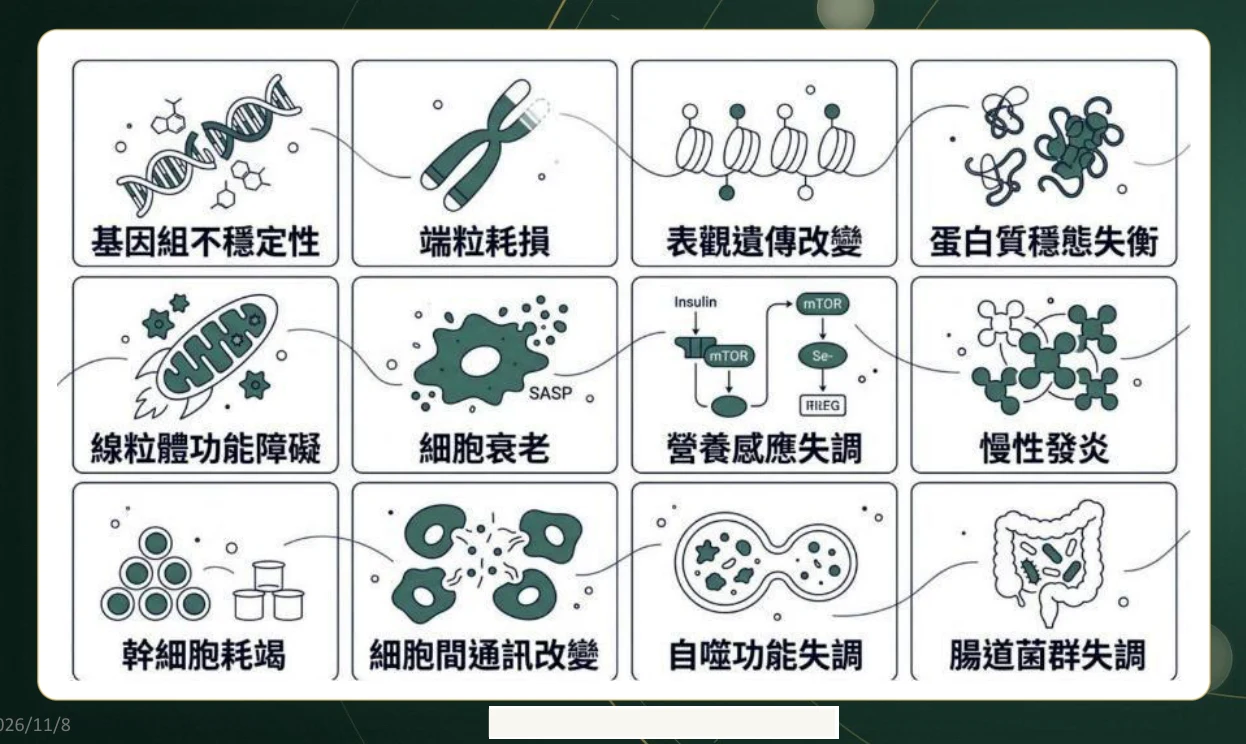 基因組不穩定性
端粒耗損
表觀遺傳改變
蛋白質穩態失衡
Insulin
mTOR
mTOR
Se-
SASP
線粒體功能障礙
細胞衰老
營養感應失調
慢性發炎
幹細胞耗竭
細胞間通訊改變
自噬功能失調
腸道菌群失調
026/11/8